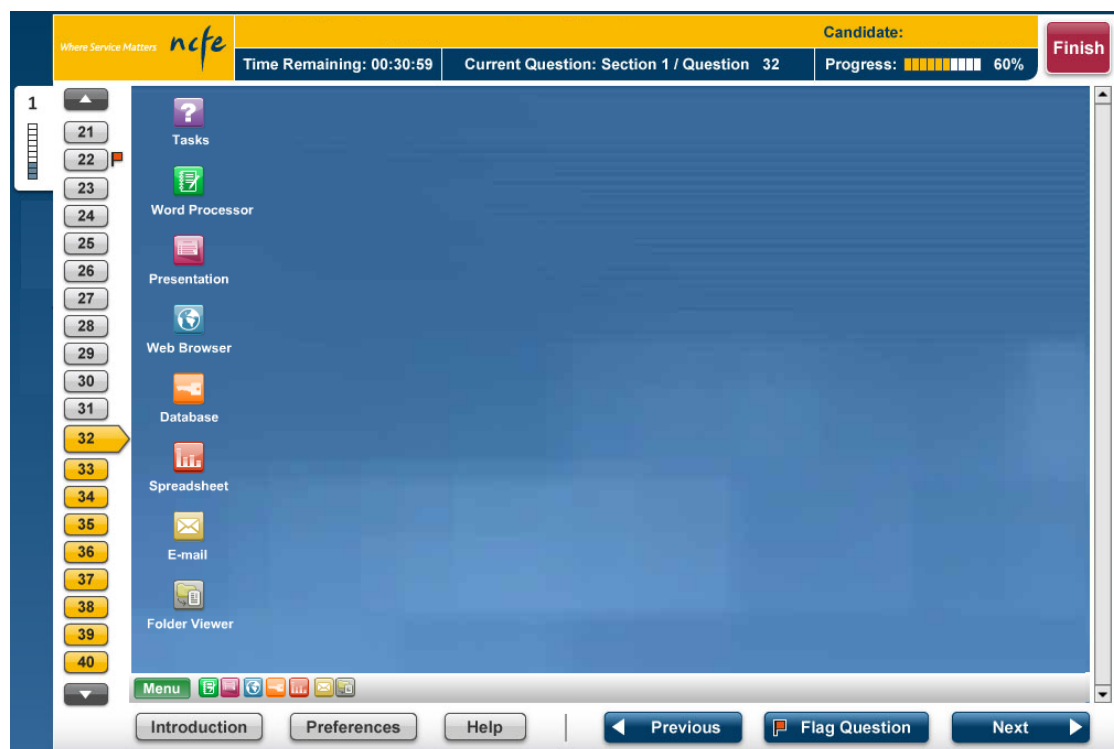 Where Service Matters ncfe
Candidate:
Finish
Time Remaining: 00:30:59 Current Question: Section 1 / Question 32 Progress: 60%
1
21
22
23
24
25
26
27
28
29
30
31
32
33
34
35
36
37
38
39
40
Tasks
Word Processor
Presentation
Web Browser
Database
Spreadsheet
E-mail
Folder Viewer
Menu
Introduction Preferences Help Previous Flag Question Next